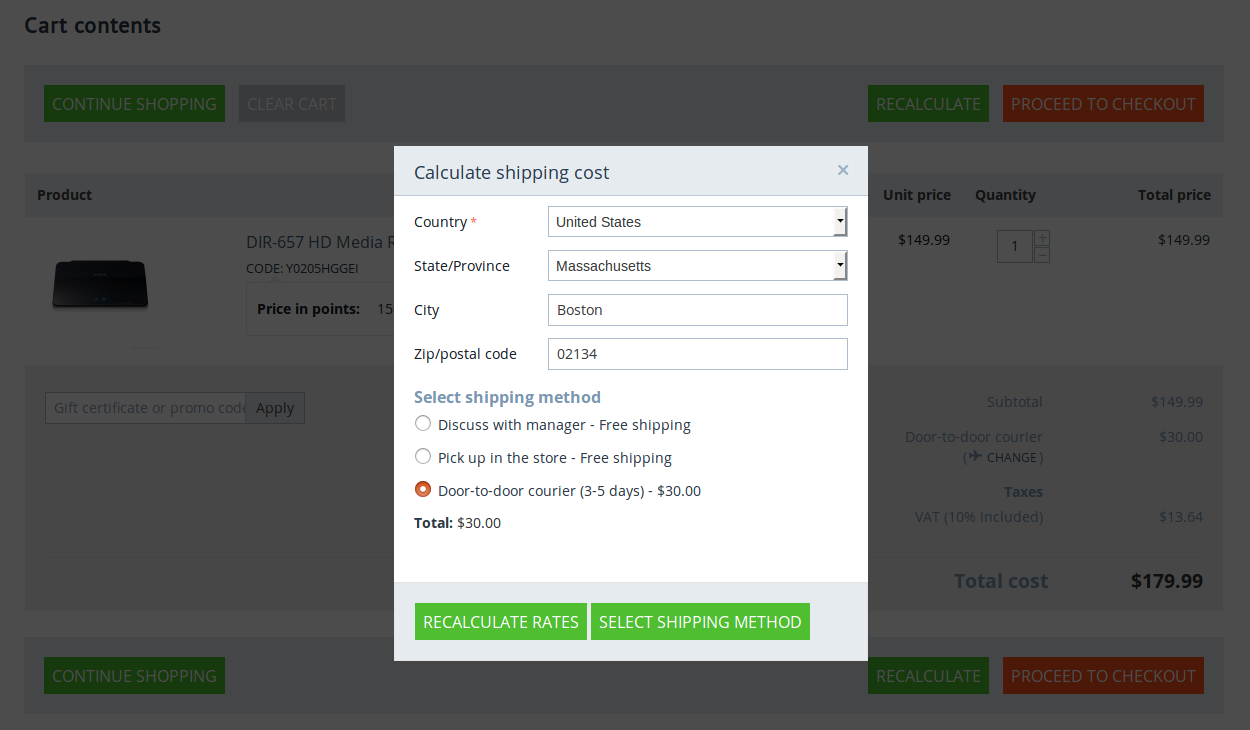 Cart contents
CONTINUE SHOPPING CLEAR CART RECALCULATE PROCEED TO CHECKOUT
Calculate shipping cost ×
Product Unit price Quantity Total price
Country * United States
DIR-657 HD Media R $149.99 1 + − $149.99
CODE: Y0205HGGEI
State/Province Massachusetts
Price in points: 15
City Boston
Zip/postal code 02134
Select shipping method
Gift certificate or promo code Apply
Subtotal $149.99
Discuss with manager - Free shipping
Door-to-door courier $30.00
(CHANGE)
Pick up in the store - Free shipping
Door-to-door courier (3-5 days) - $30.00
Taxes
VAT (10% Included) $13.64
Total: $30.00
Total cost $179.99
RECALCULATE RATES SELECT SHIPPING METHOD
CONTINUE SHOPPING RECALCULATE PROCEED TO CHECKOUT